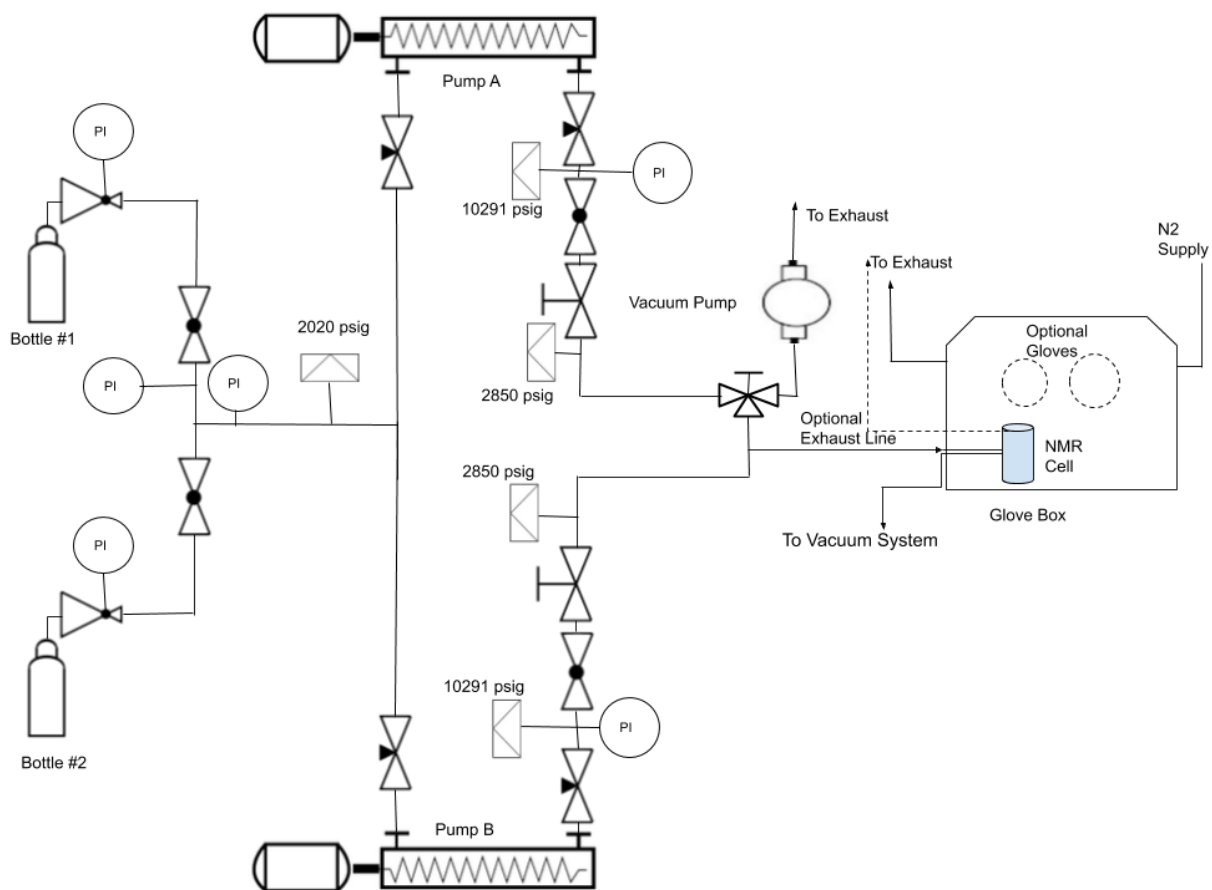 Pump A
PI
PI
10291 psig
To Exhaust
N2
Supply
To Exhaust
Vacuum Pump
Bottle #1
2020 psig
Optional
Gloves
PI
PI
2850 psig
Optional
Exhaust Line
NMR
Cell
2850 psig
Glove Box
To Vacuum System
PI
10291 psig
PI
Bottle #2
Pump B